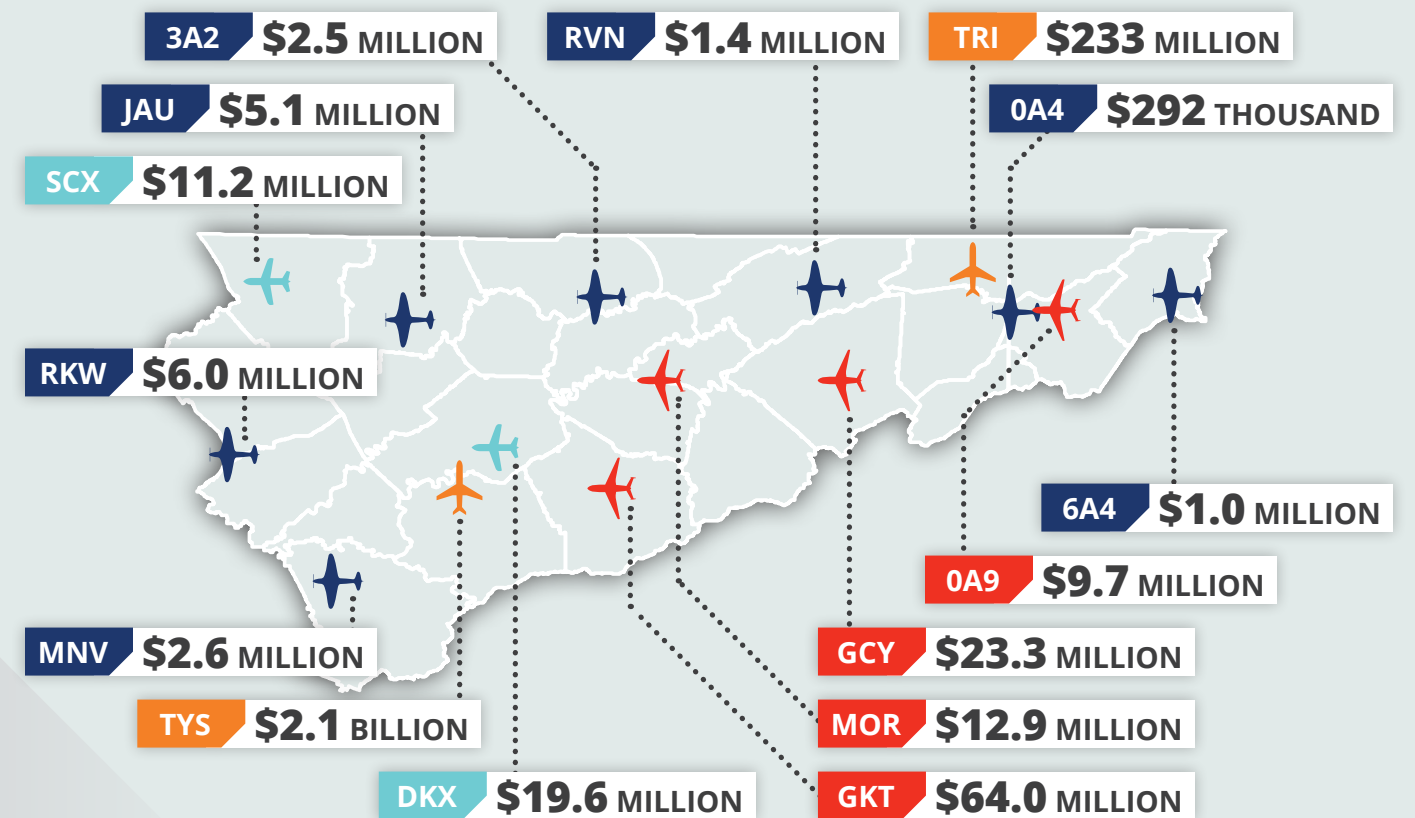 3A2 $2.5 MILLION
RVN $1.4 MILLION
TRI $233 MILLION
JAU $5.1 MILLION
0A4 $292 THOUSAND
SCX $11.2 MILLION
RKW $6.0 MILLION
6A4 $1.0 MILLION
0A9 $9.7 MILLION
MNV $2.6 MILLION
GCY $23.3 MILLION
TYS $2.1 BILLION
MOR $12.9 MILLION
DKX $19.6 MILLION
GKT $64.0 MILLION